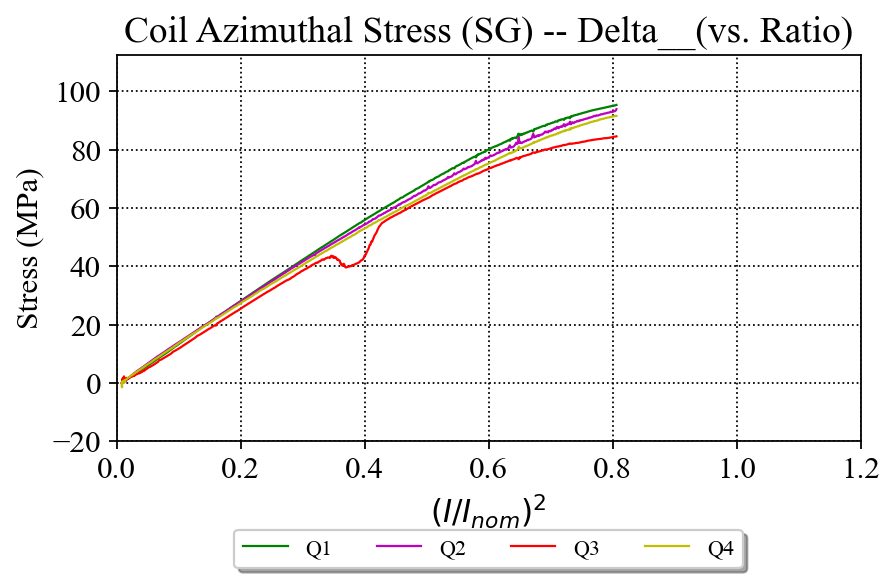 Coil Azimuthal Stress (SG) -- Delta__(vs. Ratio)
Stress (MPa)
100
80
60
40
20
0
−20
0.0 0.2 0.4 0.6 0.8 1.0 1.2
(I/I_nom)²
Q1 Q2 Q3 Q4